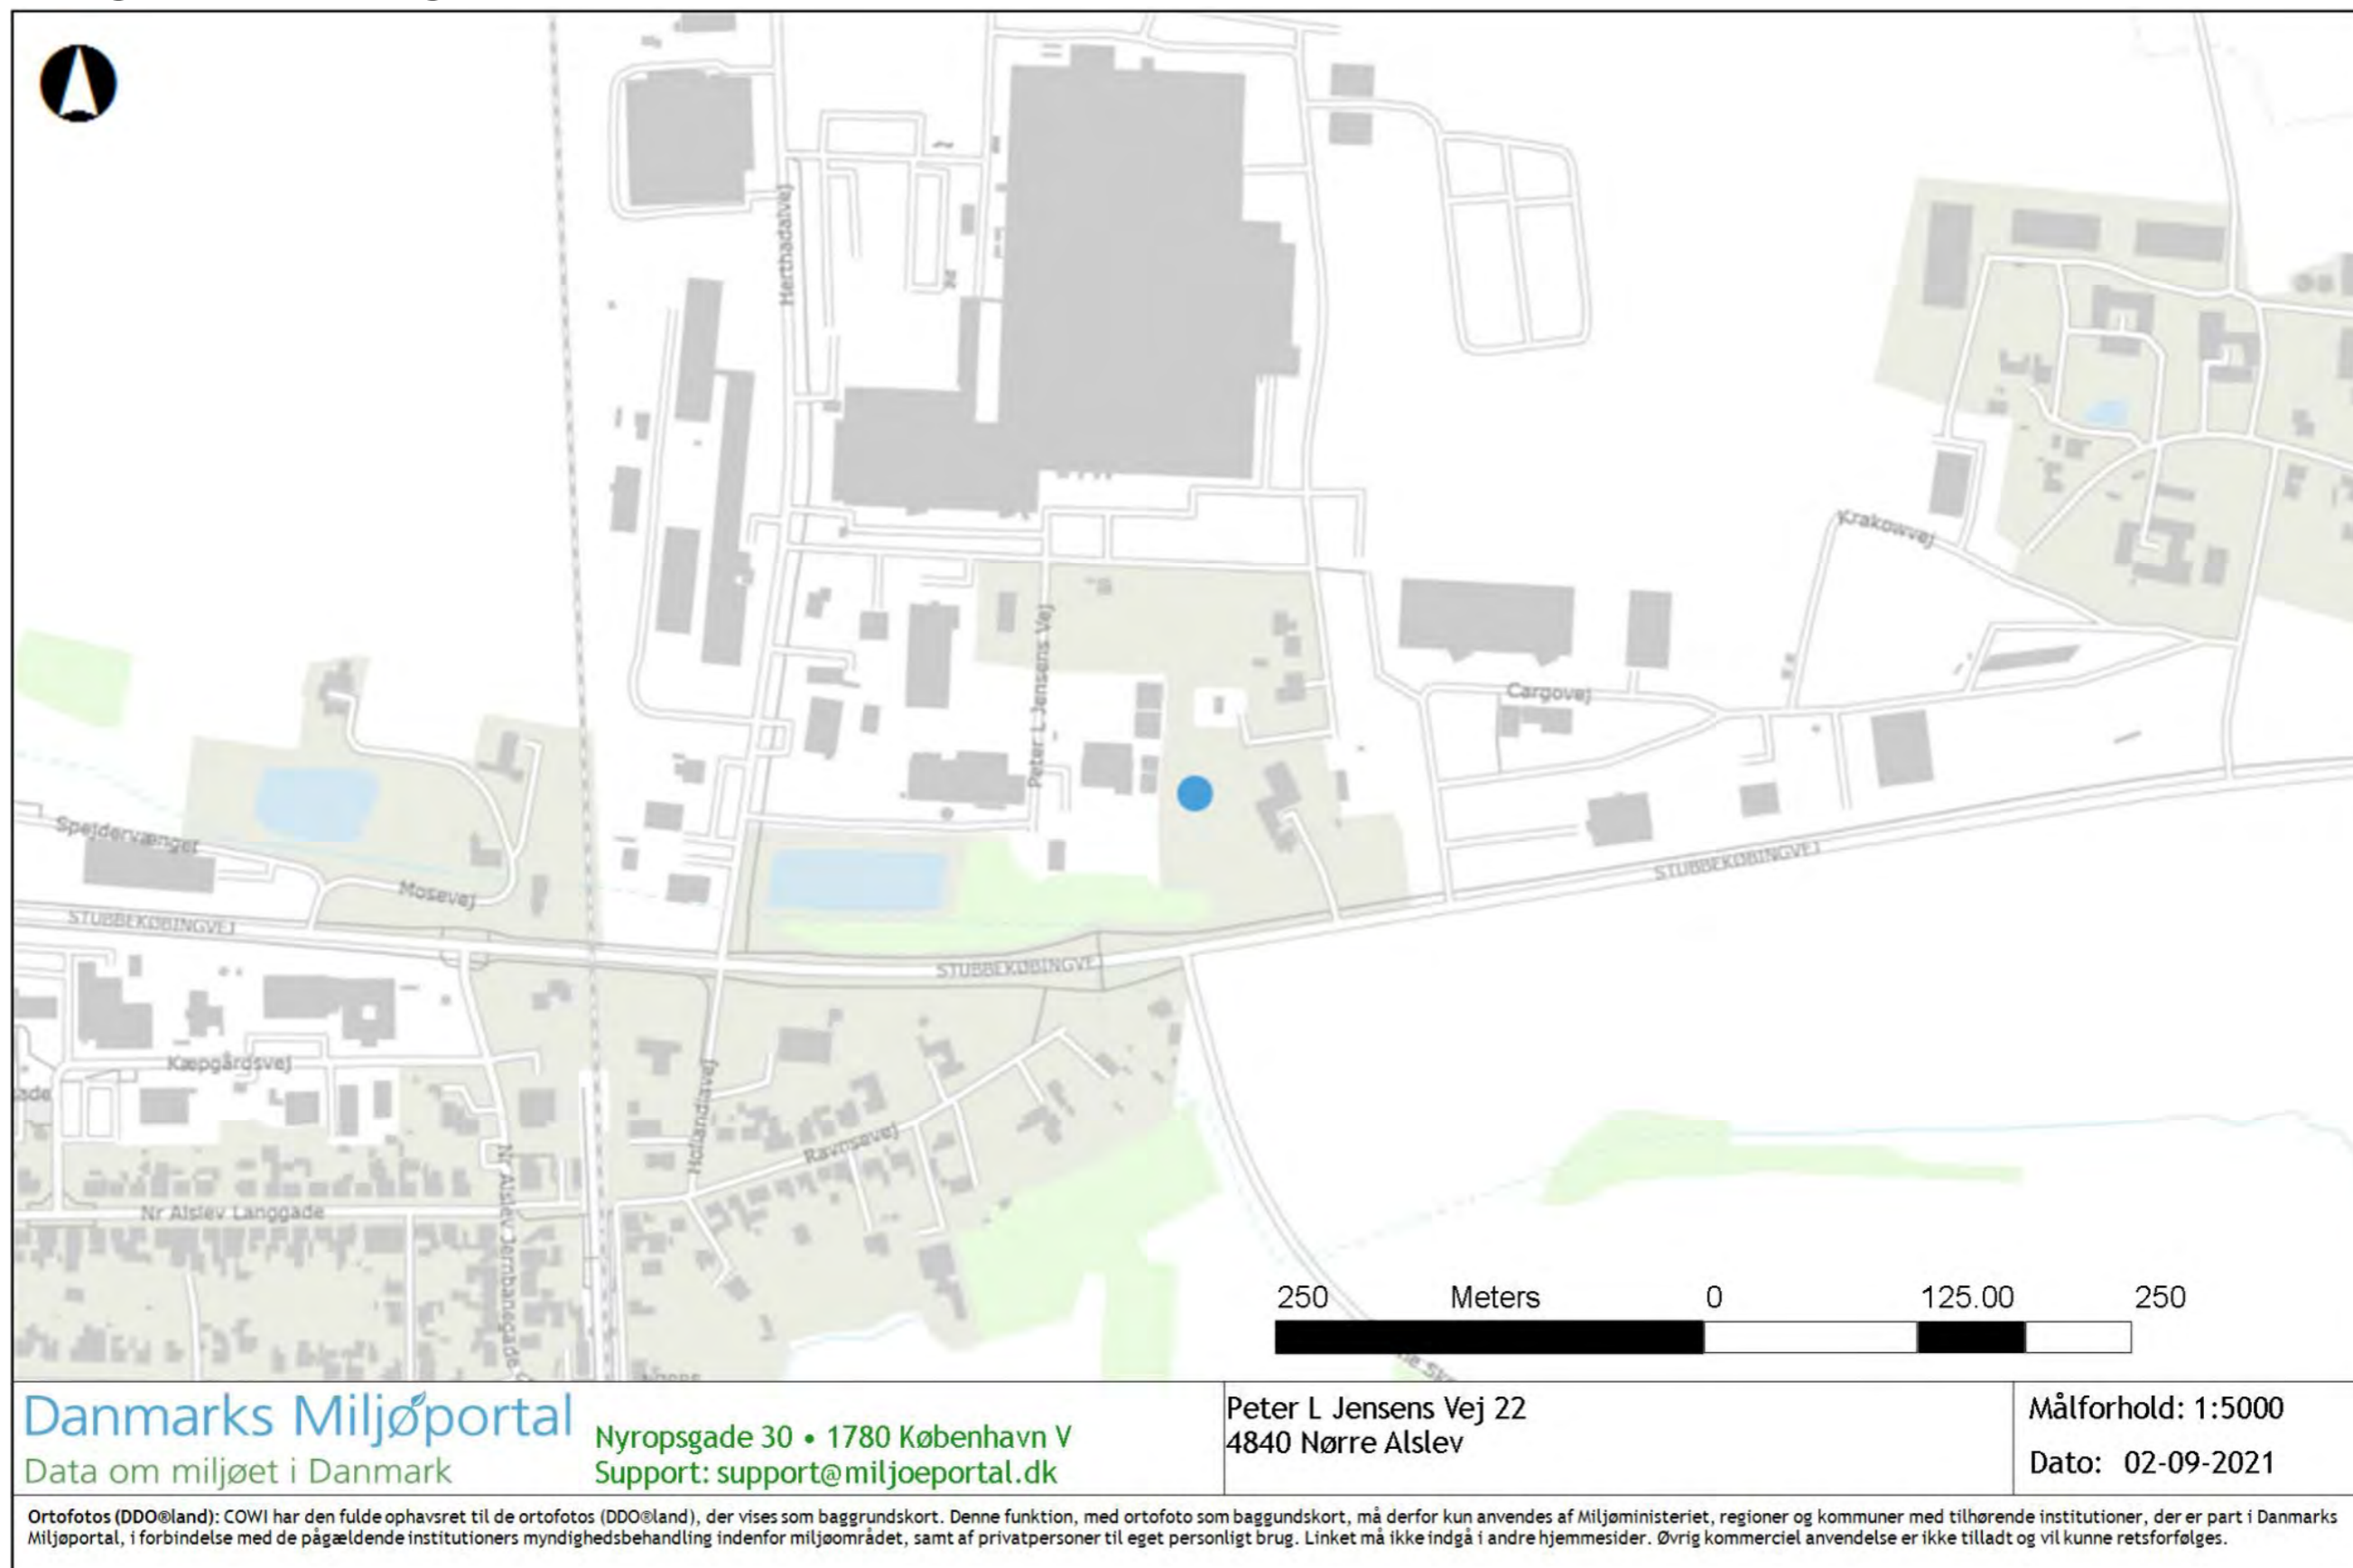 Herthadalvej
Krakowvej
Peter L Jensens Vej
Cargovej
Spejdervænget
Mosevej
STUBBEKØBINGVEJ
STUBBEKØBINGVEJ
STUBBEKØBINGVEJ
Kæpgårdsvej
Hollandiavej
Ravnsevej
Nr Alslev Langgade
Nr Alslev Jernbanegade
250 Meters 0 125.00 250
Danmarks Miljøportal
Data om miljøet i Danmark
Nyropsgade 30 • 1780 København V
Support: support@miljoeportal.dk
Peter L Jensens Vej 22
4840 Nørre Alslev
Målforhold: 1:5000
Dato: 02-09-2021
Ortofotos (DDO®land): COWI har den fulde ophavsret til de ortofotos (DDO®land), der vises som baggrundskort. Denne funktion, med ortofoto som baggundskort, må derfor kun anvendes af Miljøministeriet, regioner og kommuner med tilhørende institutioner, der er part i Danmarks
Miljøportal, i forbindelse med de pågældende institutioners myndighedsbehandling indenfor miljøområdet, samt af privatpersoner til eget personligt brug. Linket må ikke indgå i andre hjemmesider. Øvrig kommerciel anvendelse er ikke tilladt og vil kunne retsforfølges.